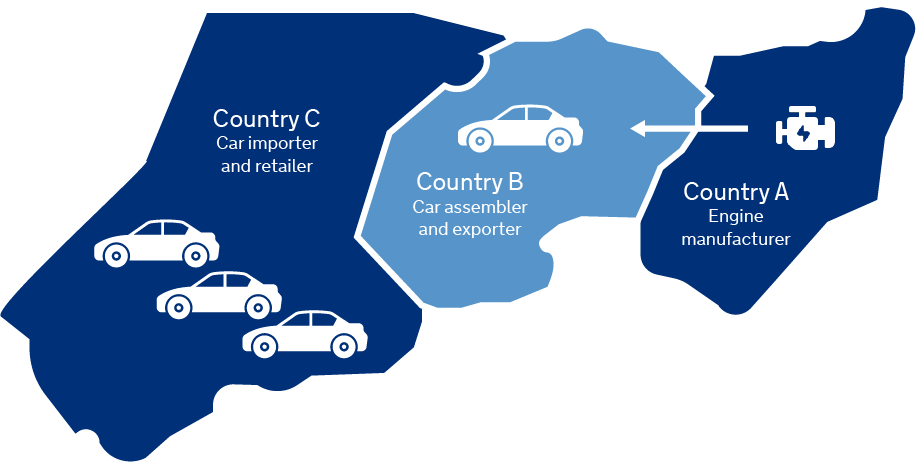 Country C
Car importer
and retailer
Country B
Car assembler
and exporter
Country A
Engine
manufacturer